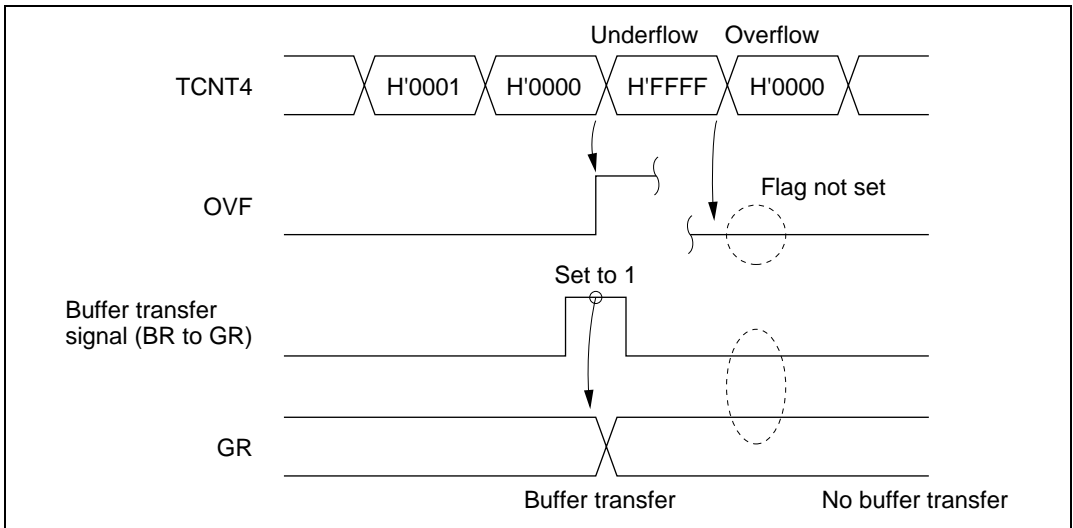 Underflow Overflow
TCNT4 H'0001 H'0000 H'FFFF H'0000
Flag not set
OVF
Set to 1
Buffer transfer
signal (BR to GR)
GR
Buffer transfer No buffer transfer